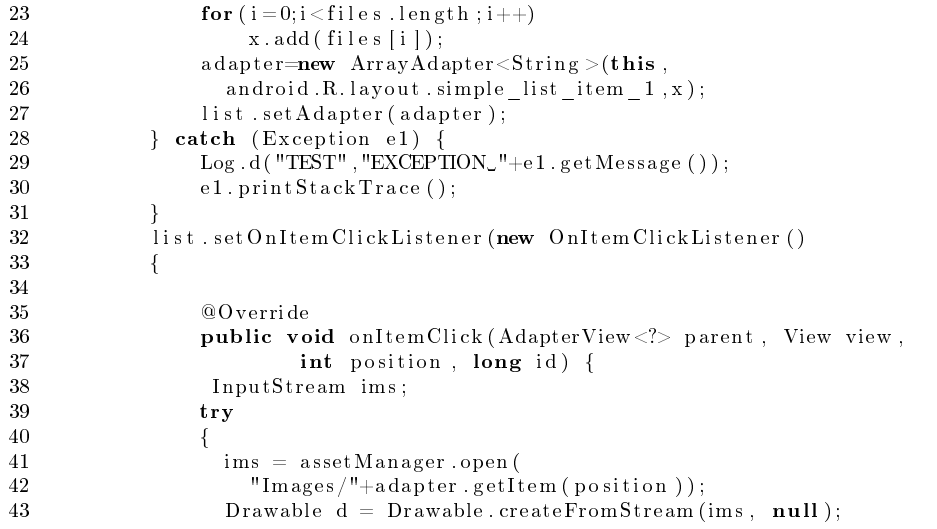 23 for(i=0;i<files.length;i++)
24 x.add(files[i]);
25 adapter=new ArrayAdapter<String>(this,
26 android.R.layout.simple_list_item_1,x);
27 list.setAdapter(adapter);
28 } catch (Exception e1) {
29 Log.d("TEST","EXCEPTION␣"+e1.getMessage());
30 e1.printStackTrace();
31 }
32 list.setOnItemClickListener(new OnItemClickListener()
33 {
34
35 @Override
36 public void onItemClick(AdapterView<?> parent, View view,
37 int position, long id) {
38 InputStream ims;
39 try
40 {
41 ims = assetManager.open(
42 "Images/"+adapter.getItem(position));
43 Drawable d = Drawable.createFromStream(ims, null);